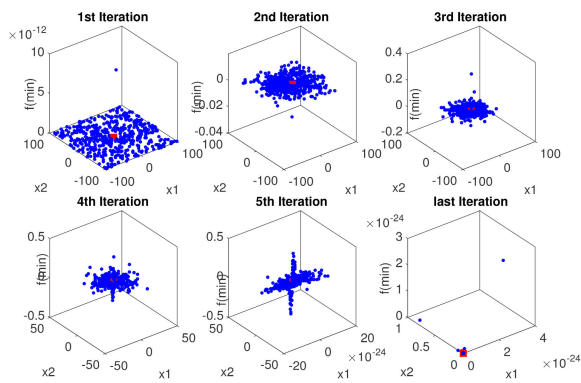 1st Iteration
×10^-12
10
5
0
100
0
-100
-100
0
100
f(min)
x2
x1
2nd Iteration
0
-0.02
-0.04
100
0
-100
-100
0
100
f(min)
x2
x1
3rd Iteration
0.4
0.2
0
-0.2
100
0
-100
-100
0
100
f(min)
x2
x1
4th Iteration
0.5
0
-0.5
50
0
-50
-50
0
50
f(min)
x2
x1
5th Iteration
0.5
0
-0.5
50
0
-50
-20
0
20
×10^-24
f(min)
x2
x1
last Iteration
×10^-24
3
2
1
0
1
0.5
0
0
2
4
×10^-24
f(min)
x2
x1